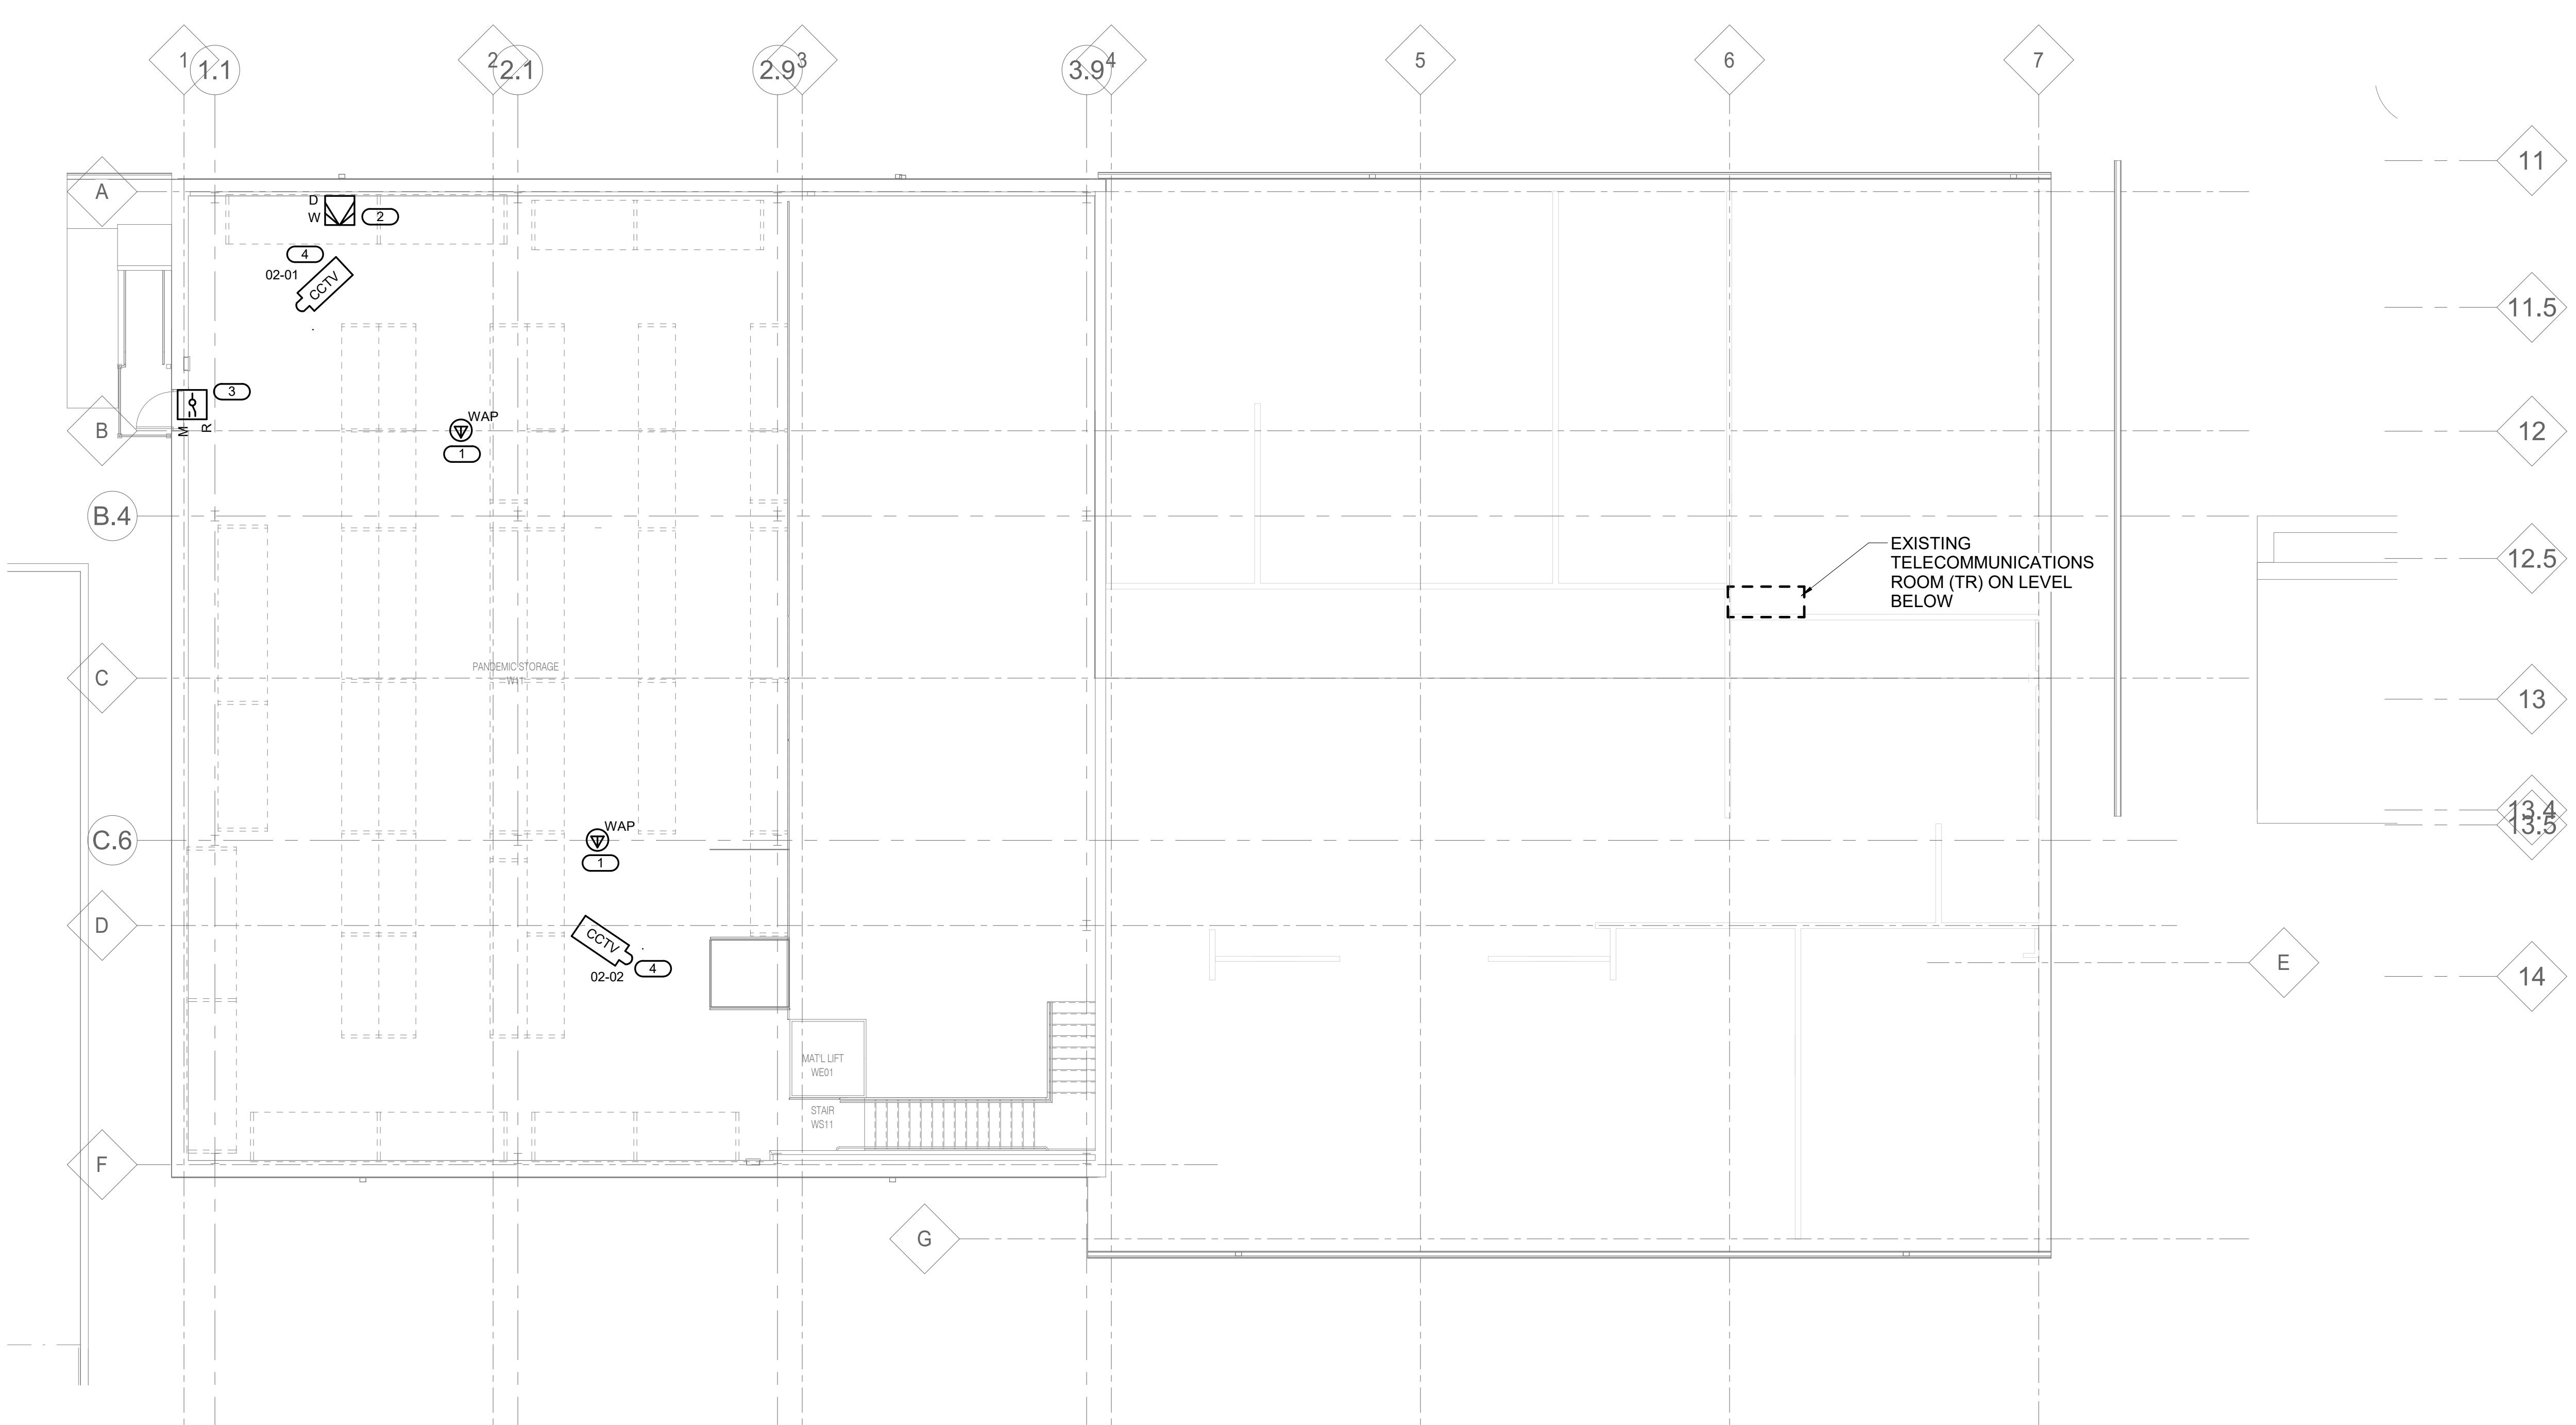 1
1.1
2
2.1
2.9
3
3.9
4
5
6
7
11
A
D
W
2
4
02-01
CCTV
11.5
3
M
R
WAP
1
B
12
B.4
EXISTING
TELECOMMUNICATIONS
ROOM (TR) ON LEVEL
BELOW
12.5
PANDEMIC STORAGE
W11
C
13
13.4
13.5
WAP
1
C.6
D
CCTV
02-02
4
E
14
MAT'L LIFT
WE01
STAIR
WS11
F
G